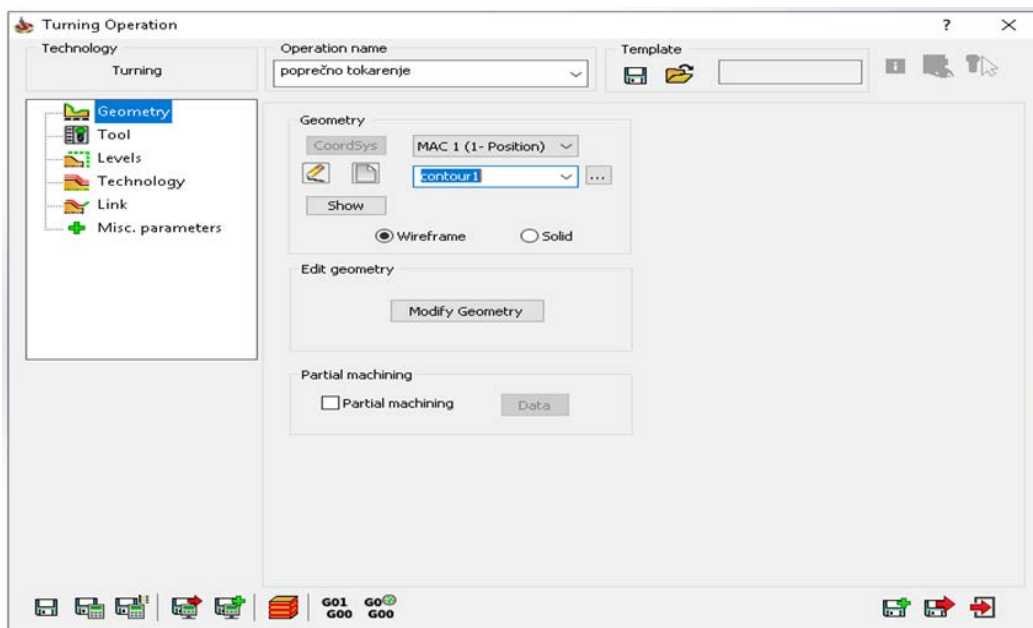 Turning Operation
?
Technology
Turning
Operation name
poprečno tokarenje
Template
Geometry
Tool
Levels
Technology
Link
Misc. parameters
Geometry
CoordSys
MAC 1 (1- Position)
contour1
...
Show
Wireframe
Solid
Edit geometry
Modify Geometry
Partial machining
Partial machining
Data
G01
G00
G0
G00